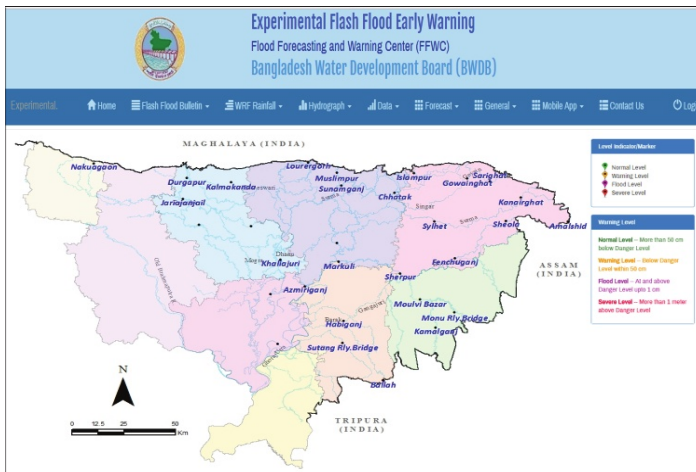 Experimental Flash Flood Early Warning
Flood Forecasting and Warning Center (FFWC)
Bangladesh Water Development Board (BWDB)
Experimental. Home Flash Flood Bulletin WRF Rainfall Hydrograph Data Forecast General Mobile App Contact Us Log
MAGHALAYA (INDIA)
Nakuagaon
Lourergorh
Durgapur
Muslimpur
Islampur
Sarighat
Kalmakanda
Sunamganj
Gowainghat
Jariajanjail
Chhatak
Kanairghat
Surma
Sylhet
Sheola
Amalshid
Khaliajuri
Markuli
Fenchuganj
ASSAM
(INDIA)
Sherpur
Azmiriganj
Moulvi Bazar
Monu Rly.Bridge
Habiganj
Kamalganj
Sutang Rly.Bridge
Ballah
TRIPURA
(INDIA)
N
0 12.5 25 50
Km
Level Indicator/Marker
Normal Level
Warning Level
Flood Level
Severe Level
Warning Level
Normal Level -- More than 50 cm
below Danger Level
Warning Level -- Below Danger
Level within 50 cm
Flood Level -- At and above
Danger Level upto 1 cm
Severe Level -- More than 1 meter
above Danger Level